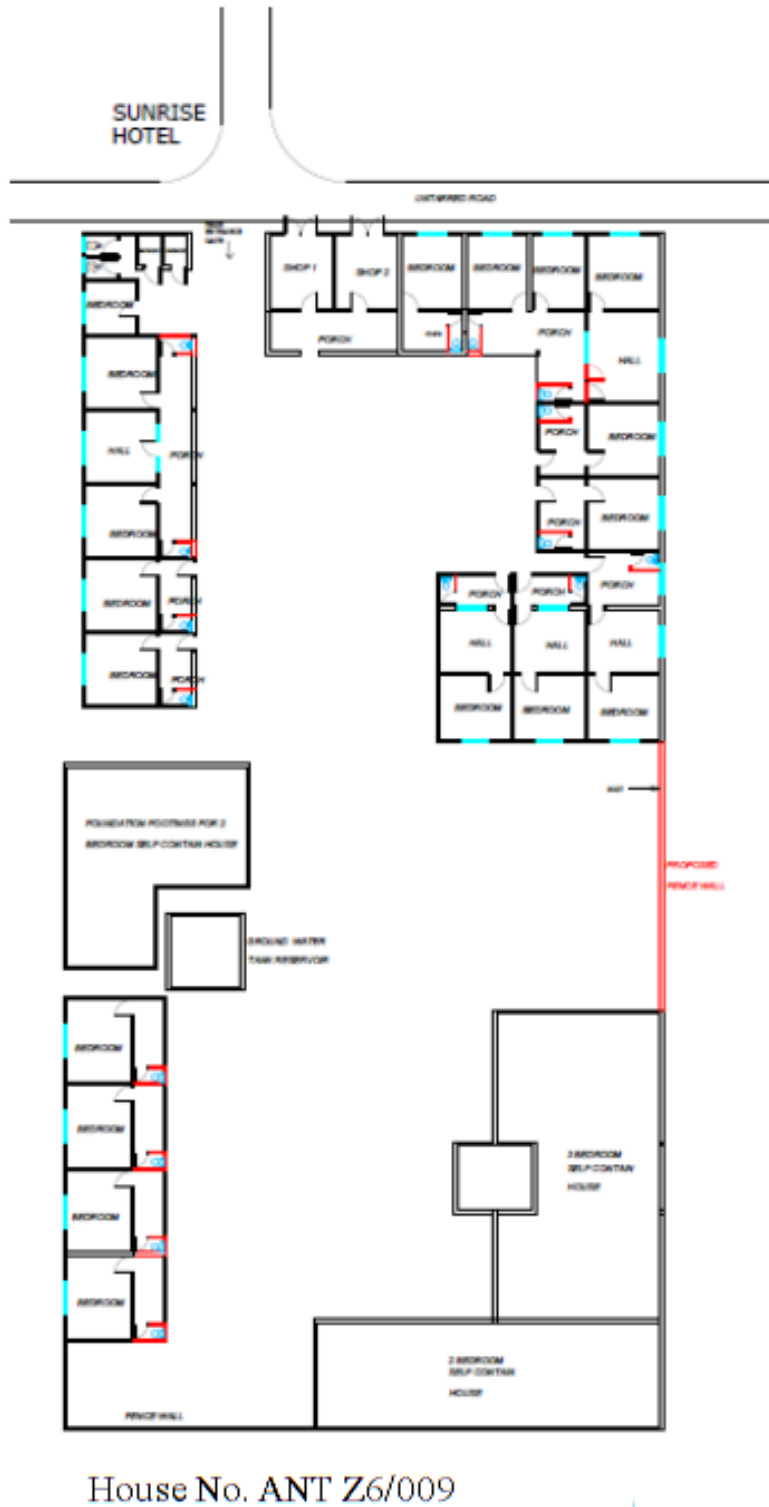 SUNRISE
HOTEL
UNTARRED ROAD
ENTRANCE
GATE
SHOP 1
SHOP 2
BEDROOM
BEDROOM
BEDROOM
BEDROOM
BEDROOM
PORCH
PORCH
HALL
BEDROOM
HALL
PORCH
PORCH
BEDROOM
BEDROOM
PORCH
BEDROOM
PORCH
BEDROOM
PORCH
PORCH
PORCH
PORCH
HALL
HALL
HALL
BEDROOM
PORCH
BEDROOM
BEDROOM
BEDROOM
FOUNDATION FOOTINGS FOR 2
BEDROOM SELF CONTAIN HOUSE
PROPOSED
FENCE WALL
GROUND WATER
TANK RESERVOIR
BEDROOM
BEDROOM
BEDROOM
BEDROOM
3 BEDROOM
SELF CONTAIN
HOUSE
2 BEDROOM
SELF CONTAIN
HOUSE
FENCE WALL
House No. ANT Z6/009